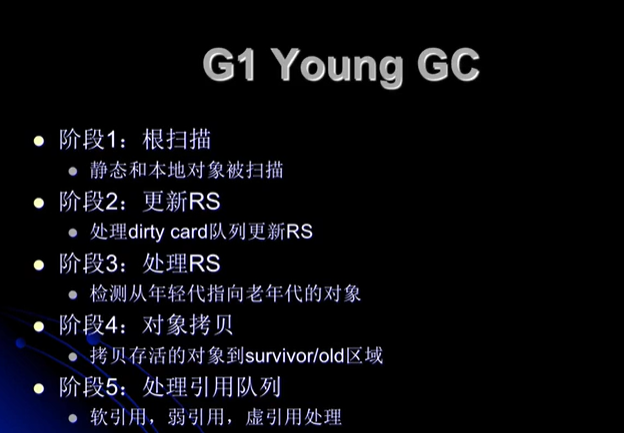 G1 Young GC
阶段1：根扫描
静态和本地对象被扫描
阶段2：更新RS
处理dirty card队列更新RS
阶段3：处理RS
检测从年轻代指向老年代的对象
阶段4：对象拷贝
拷贝存活的对象到survivor/old区域
阶段5：处理引用队列
软引用，弱引用，虚引用处理